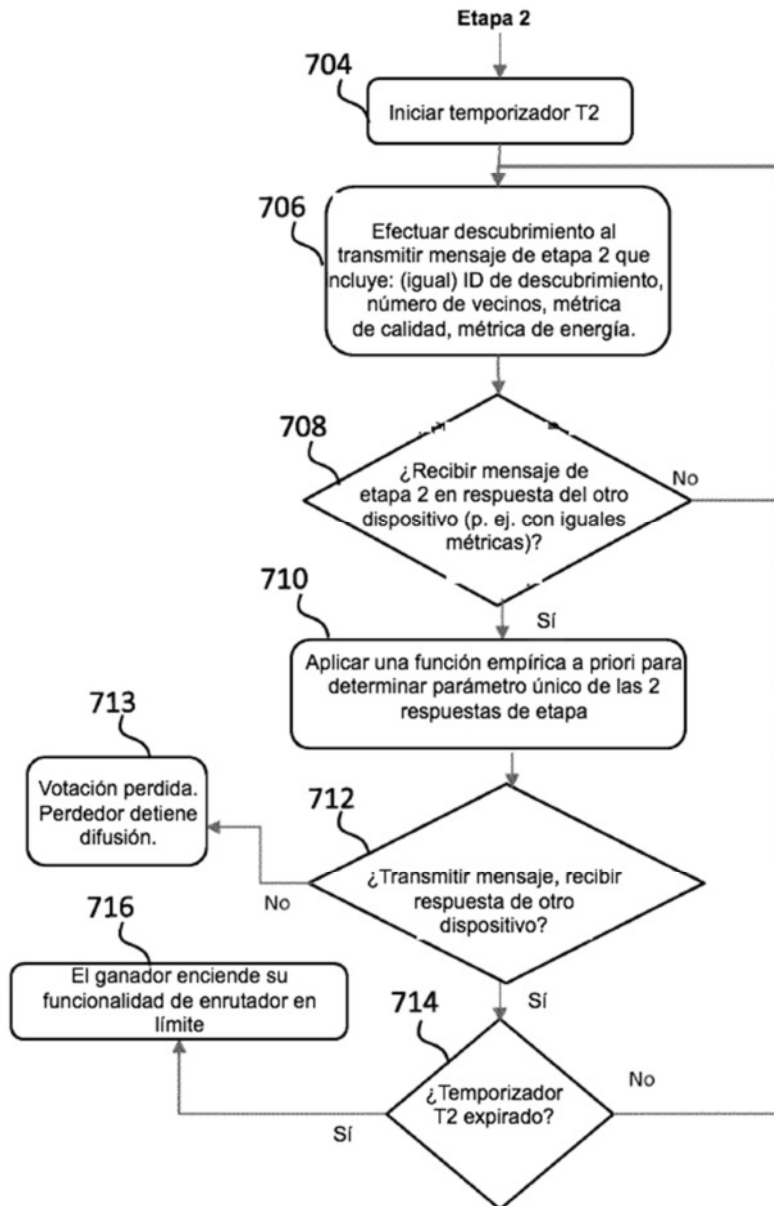 Etapa 2
704
Iniciar temporizador T2
706
Efectuar descubrimiento al
transmitir mensaje de etapa 2 que
ncluye: (igual) ID de descubrimiento,
número de vecinos, métrica
de calidad, métrica de energía.
708
¿Recibir mensaje de
etapa 2 en respuesta del otro
dispositivo (p. ej. con iguales
métricas)?
No
Sí
710
Aplicar una función empírica a priori para
determinar parámetro único de las 2
respuestas de etapa
713
Votación perdida.
Perdedor detiene
difusión.
712
¿Transmitir mensaje, recibir
respuesta de otro
dispositivo?
No
Sí
716
El ganador enciende su
funcionalidad de enrutador en
límite
714
¿Temporizador
T2 expirado?
No
Sí